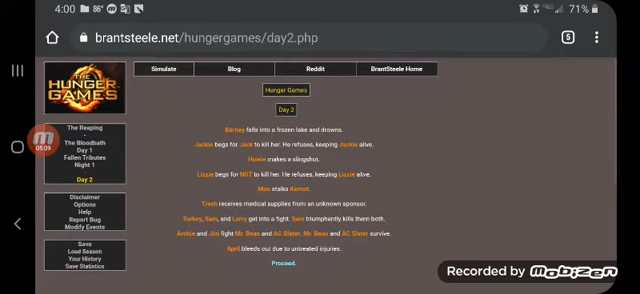 4:00
86°
71%
brantsteele.net/hungergames/day2.php
5
THE HUNGER GAMES
Simulate
Blog
Reddit
BrantSteele Home
Hunger Games
Day 2
The Reaping
-
The Bloodbath
Day 1
Fallen Tributes
Night 1
Day 2
05:09
Disclaimer
Options
Help
Report Bug
Modify Events
Save
Load Season
Your History
Save Statistics
Barney falls into a frozen lake and drowns.
Jackie begs for Jack to kill her. He refuses, keeping Jackie alive.
Howie makes a slingshot.
Lizzie begs for NUT to kill her. He refuses, keeping Lizzie alive.
stalks Kermit.
Trash receives medical supplies from an unknown sponsor.
Turkey, Sam, and Larry get into a fight. Sam triumphantly kills them both.
Archie and Jim fight Mr. Bean and AC Slater. Mr. Bean and AC Slater survive.
April bleeds out due to untreated injuries.
Proceed.
Recorded by mobizen